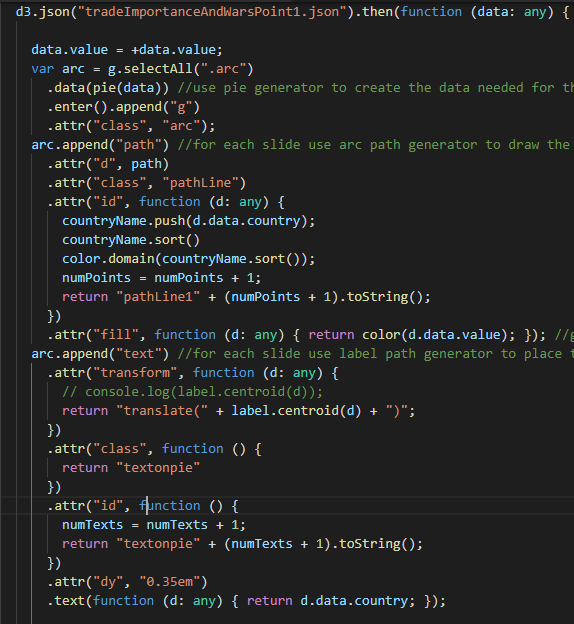 d3.json("tradeImportanceAndWarsPoint1.json").then(function (data: any) {
data.value = +data.value;
var arc = g.selectAll(".arc")
.data(pie(data)) //use pie generator to create the data needed for th
.enter().append("g")
.attr("class", "arc");
arc.append("path") //for each slide use arc path generator to draw the
.attr("d", path)
.attr("class", "pathLine")
.attr("id", function (d: any) {
countryName.push(d.data.country);
countryName.sort()
color.domain(countryName.sort());
numPoints = numPoints + 1;
return "pathLine1" + (numPoints + 1).toString();
})
.attr("fill", function (d: any) { return color(d.data.value); }); //g
arc.append("text") //for each slide use label path generator to place t
.attr("transform", function (d: any) {
// console.log(label.centroid(d));
return "translate(" + label.centroid(d) + ")";
})
.attr("class", function () {
return "textonpie"
})
.attr("id", function () {
numTexts = numTexts + 1;
return "textonpie" + (numTexts + 1).toString();
})
.attr("dy", "0.35em")
.text(function (d: any) { return d.data.country; });